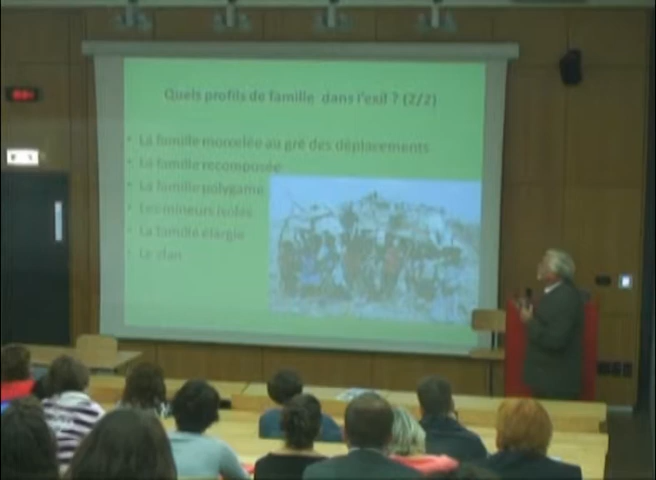 Quels profils de famille dans l'exil ? (2/2)
• La famille morcelée au gré des déplacements
• La famille recomposée
• La famille polygame
• Les mineurs isolés
• La famille élargie
• Le clan